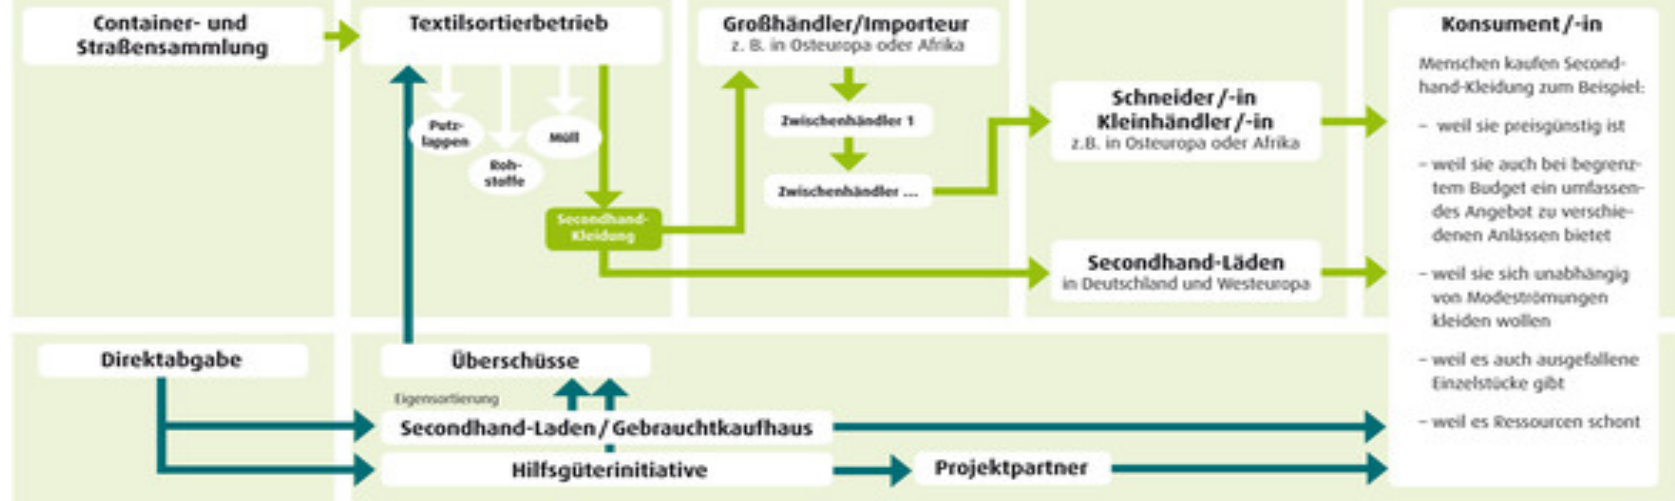 Container- und
Straßensammlung
Textilsortierbetrieb
Putz-
lappen
Roh-
stoffe
Müll
Secondhand-
Kleidung
Großhändler/Importeur
z. B. in Osteuropa oder Afrika
Zwischenhändler 1
Zwischenhändler ...
Schneider/-in
Kleinhändler/-in
z.B. in Osteuropa oder Afrika
Secondhand-Läden
in Deutschland und Westeuropa
Konsument/-in
Menschen kaufen Second-
hand-Kleidung zum Beispiel:
– weil sie preisgünstig ist
– weil sie auch bei begrenz-
tem Budget ein umfassen-
des Angebot zu verschie-
denen Anlässen bietet
– weil sie sich unabhängig
von Modeströmungen
kleiden wollen
– weil es auch ausgefallene
Einzelstücke gibt
– weil es Ressourcen schont
Direktabgabe
Überschüsse
Eigensortierung
Secondhand-Laden/Gebrauchtkaufhaus
Hilfsgüterinitiative
Projektpartner